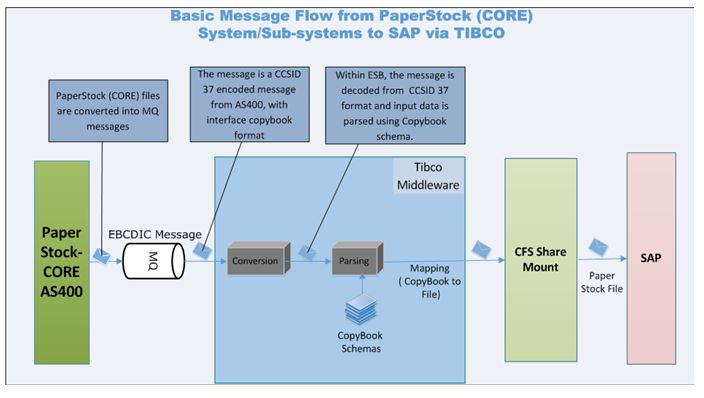 Basic Message Flow from PaperStock (CORE)
System/Sub-systems to SAP via TIBCO
PaperStock (CORE) files
are converted into MQ
messages
The message is a CCSID
37 encoded message
from AS400, with
interface copybook
format
Within ESB, the message is
decoded from CCSID 37
format and input data is
parsed using Copybook
schema.
Tibco
Middleware
Paper
Stock-
CORE
AS400
EBCDIC Message
MQ
Conversion
Parsing
Mapping
( CopyBook to
File)
CopyBook
Schemas
CFS Share
Mount
Paper
Stock File
SAP